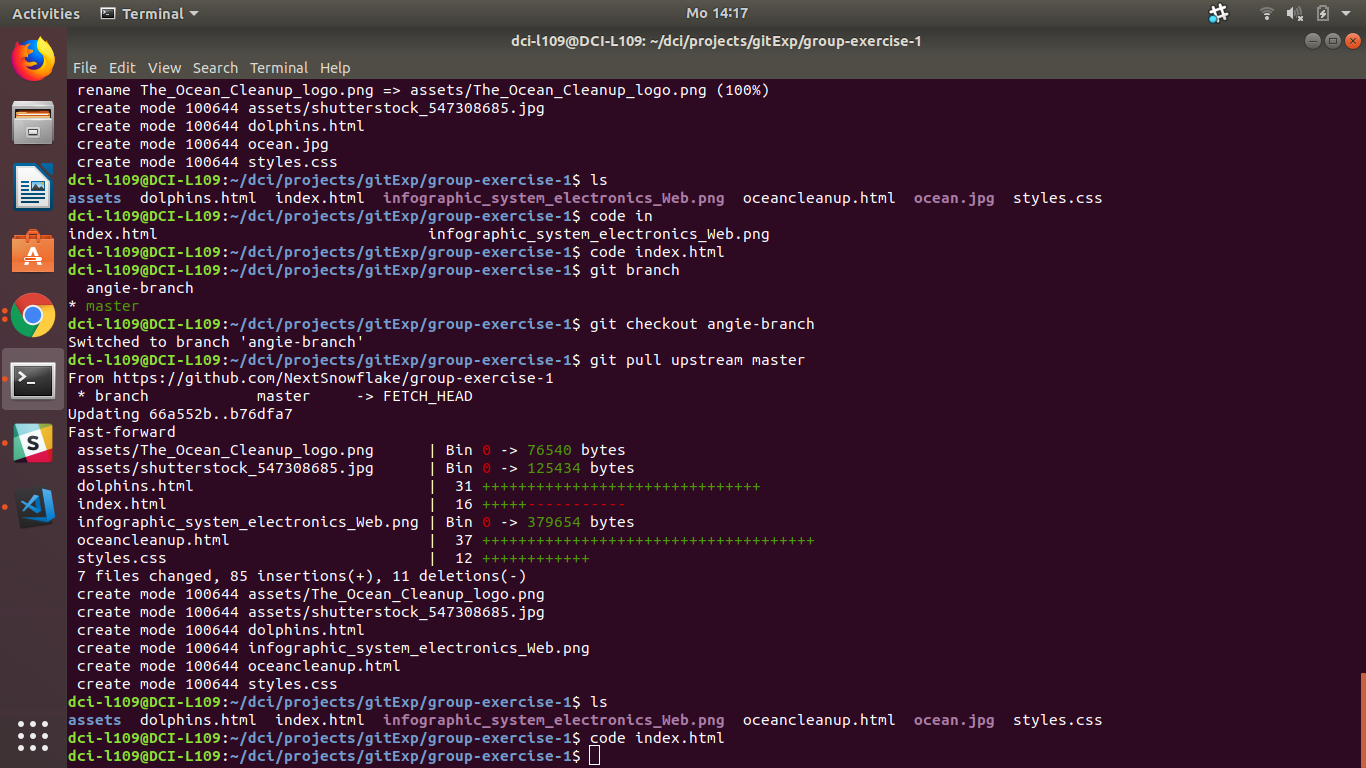 Activities Terminal Mo 14:17
dci-l109@DCI-L109: ~/dci/projects/gitExp/group-exercise-1
File Edit View Search Terminal Help
 rename The_Ocean_Cleanup_logo.png => assets/The_Ocean_Cleanup_logo.png (100%)
 create mode 100644 assets/shutterstock_547308685.jpg
 create mode 100644 dolphins.html
 create mode 100644 ocean.jpg
 create mode 100644 styles.css
dci-l109@DCI-L109:~/dci/projects/gitExp/group-exercise-1$ ls
assets  dolphins.html  index.html  infographic_system_electronics_Web.png  oceancleanup.html  ocean.jpg  styles.css
dci-l109@DCI-L109:~/dci/projects/gitExp/group-exercise-1$ code in
index.html                              infographic_system_electronics_Web.png
dci-l109@DCI-L109:~/dci/projects/gitExp/group-exercise-1$ code index.html
dci-l109@DCI-L109:~/dci/projects/gitExp/group-exercise-1$ git branch
  angie-branch
* master
dci-l109@DCI-L109:~/dci/projects/gitExp/group-exercise-1$ git checkout angie-branch
Switched to branch 'angie-branch'
dci-l109@DCI-L109:~/dci/projects/gitExp/group-exercise-1$ git pull upstream master
From https://github.com/NextSnowflake/group-exercise-1
 * branch            master     -> FETCH_HEAD
Updating 66a552b..b76dfa7
Fast-forward
 assets/The_Ocean_Cleanup_logo.png      | Bin 0 -> 76540 bytes
 assets/shutterstock_547308685.jpg      | Bin 0 -> 125434 bytes
 dolphins.html                          |  31 +++++++++++++++++++++++++++++++
 index.html                             |  16 +++++-----------
 infographic_system_electronics_Web.png | Bin 0 -> 379654 bytes
 oceancleanup.html                      |  37 +++++++++++++++++++++++++++++++++++++
 styles.css                             |  12 ++++++++++++
 7 files changed, 85 insertions(+), 11 deletions(-)
 create mode 100644 assets/The_Ocean_Cleanup_logo.png
 create mode 100644 assets/shutterstock_547308685.jpg
 create mode 100644 dolphins.html
 create mode 100644 infographic_system_electronics_Web.png
 create mode 100644 oceancleanup.html
 create mode 100644 styles.css
dci-l109@DCI-L109:~/dci/projects/gitExp/group-exercise-1$ ls
assets  dolphins.html  index.html  infographic_system_electronics_Web.png  oceancleanup.html  ocean.jpg  styles.css
dci-l109@DCI-L109:~/dci/projects/gitExp/group-exercise-1$ code index.html
dci-l109@DCI-L109:~/dci/projects/gitExp/group-exercise-1$